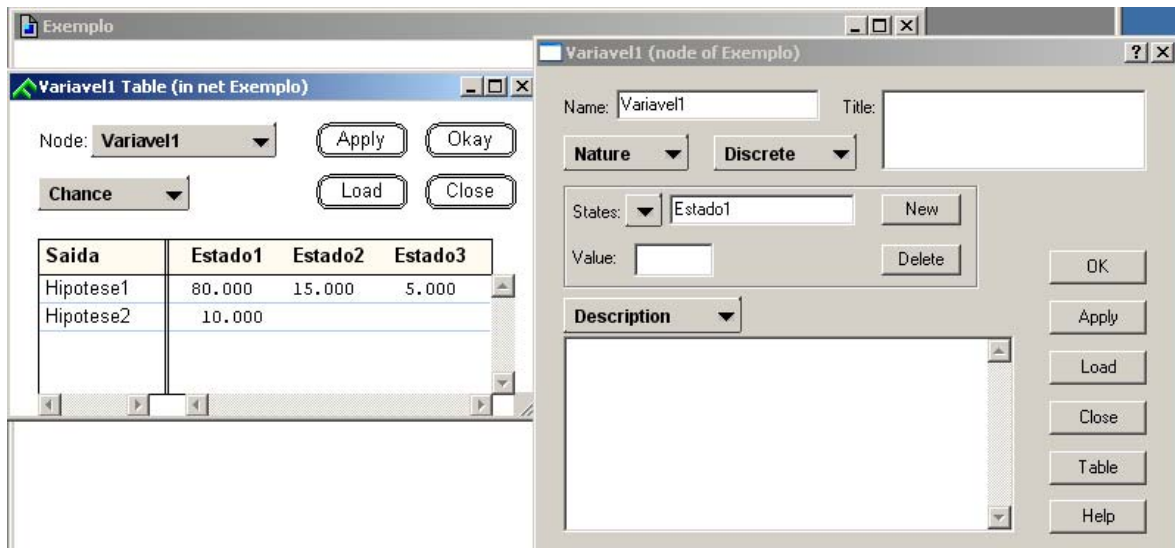 Exemplo
Variavel1 Table (in net Exemplo)
Node: Variavel1
Apply
Okay
Chance
Load
Close
Saida Estado1 Estado2 Estado3
Hipotese1 80.000 15.000 5.000
Hipotese2 10.000
Variavel1 (node of Exemplo)
Name: Variavel1
Title:
Nature
Discrete
States: Estado1
New
Value:
Delete
Description
OK
Apply
Load
Close
Table
Help